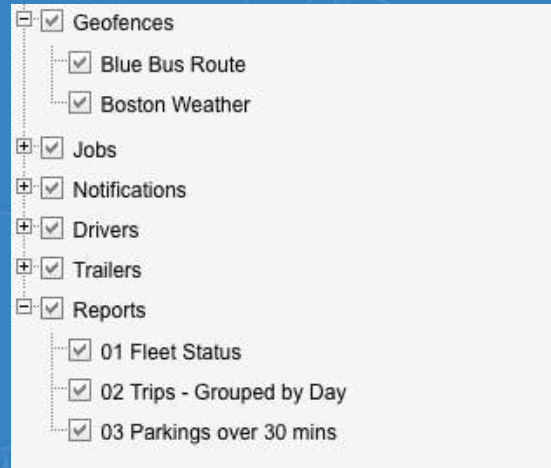 Geofences
Blue Bus Route
Boston Weather
Jobs
Notifications
Drivers
Trailers
Reports
01 Fleet Status
02 Trips - Grouped by Day
03 Parkings over 30 mins